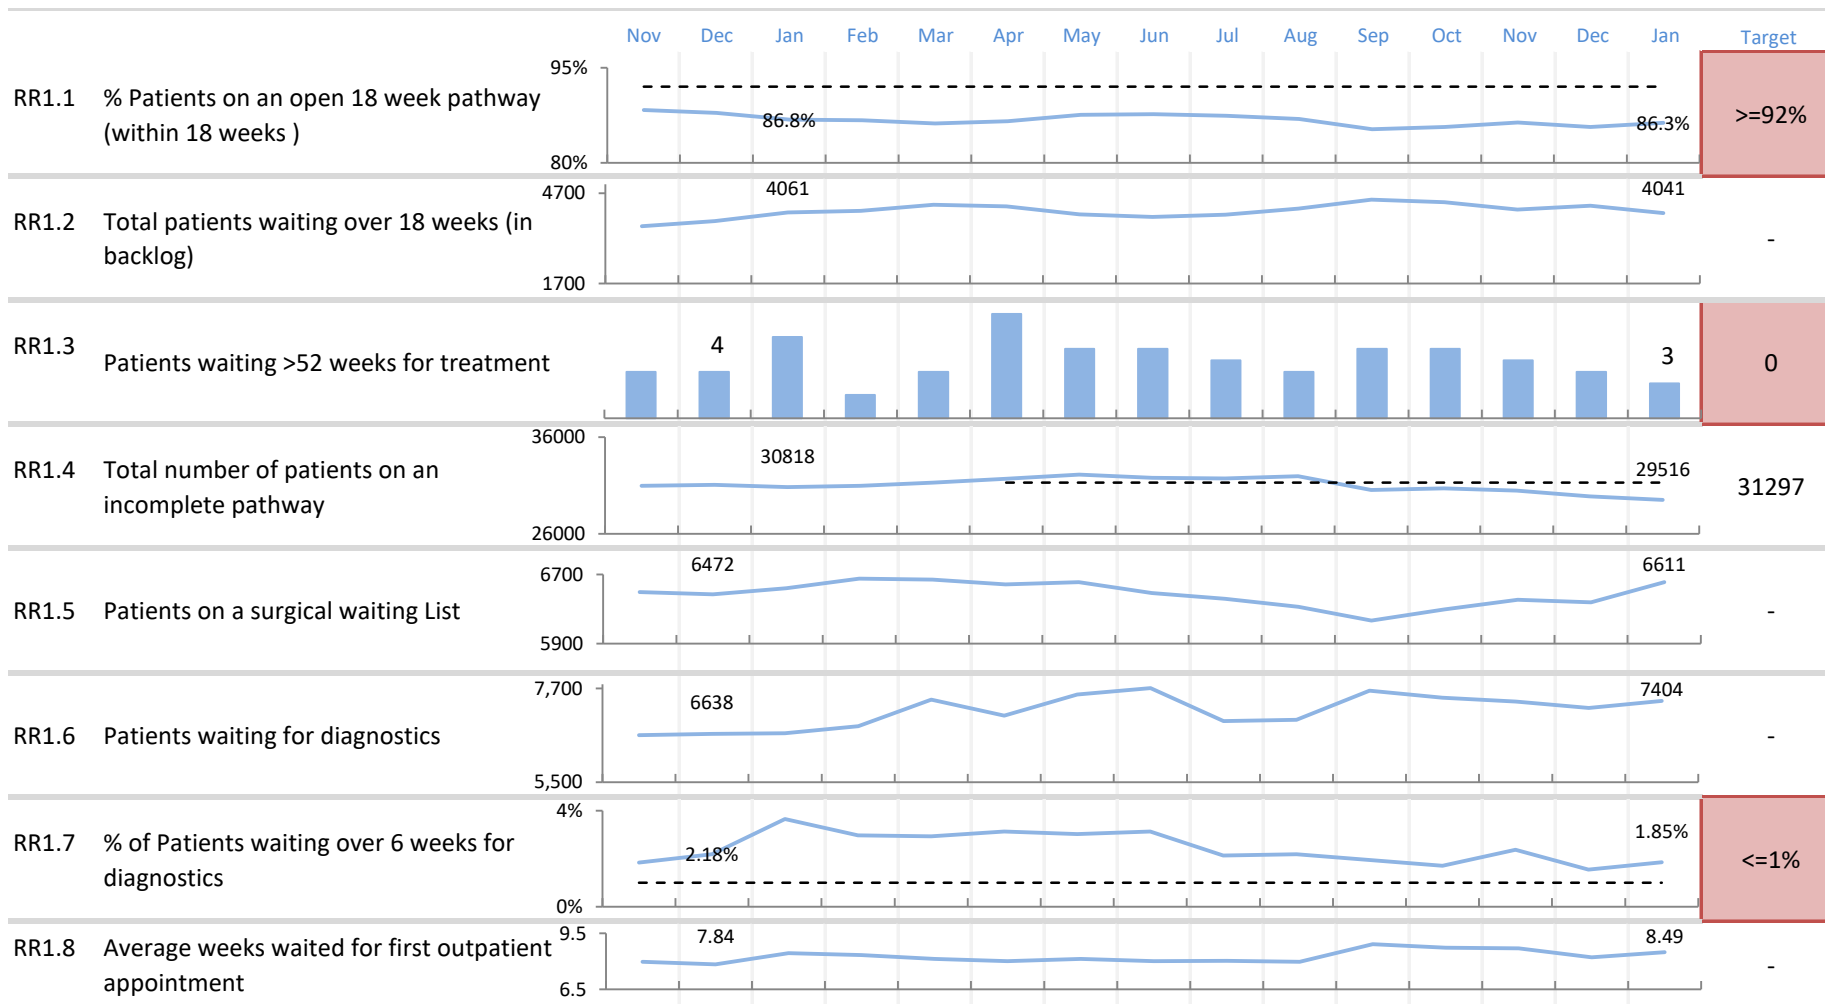 Nov Dec Jan Feb Mar Apr May Jun Jul Aug Sep Oct Nov Dec Jan Target
95%
RR1.1 % Patients on an open 18 week pathway
(within 18 weeks )
86.8% 86.3% >=92%
80%
4700 4061 4041
RR1.2 Total patients waiting over 18 weeks (in
backlog)
-
1700
RR1.3 Patients waiting >52 weeks for treatment
4 3 0
36000
RR1.4 Total number of patients on an
incomplete pathway
30818 29516 31297
26000
6472 6611
6700
RR1.5 Patients on a surgical waiting List -
5900
7,700
6638 7404
RR1.6 Patients waiting for diagnostics -
5,500
4%
RR1.7 % of Patients waiting over 6 weeks for
diagnostics
2.18% 1.85% <=1%
0%
9.5 7.84 8.49
RR1.8 Average weeks waited for first outpatient
appointment
-
6.5